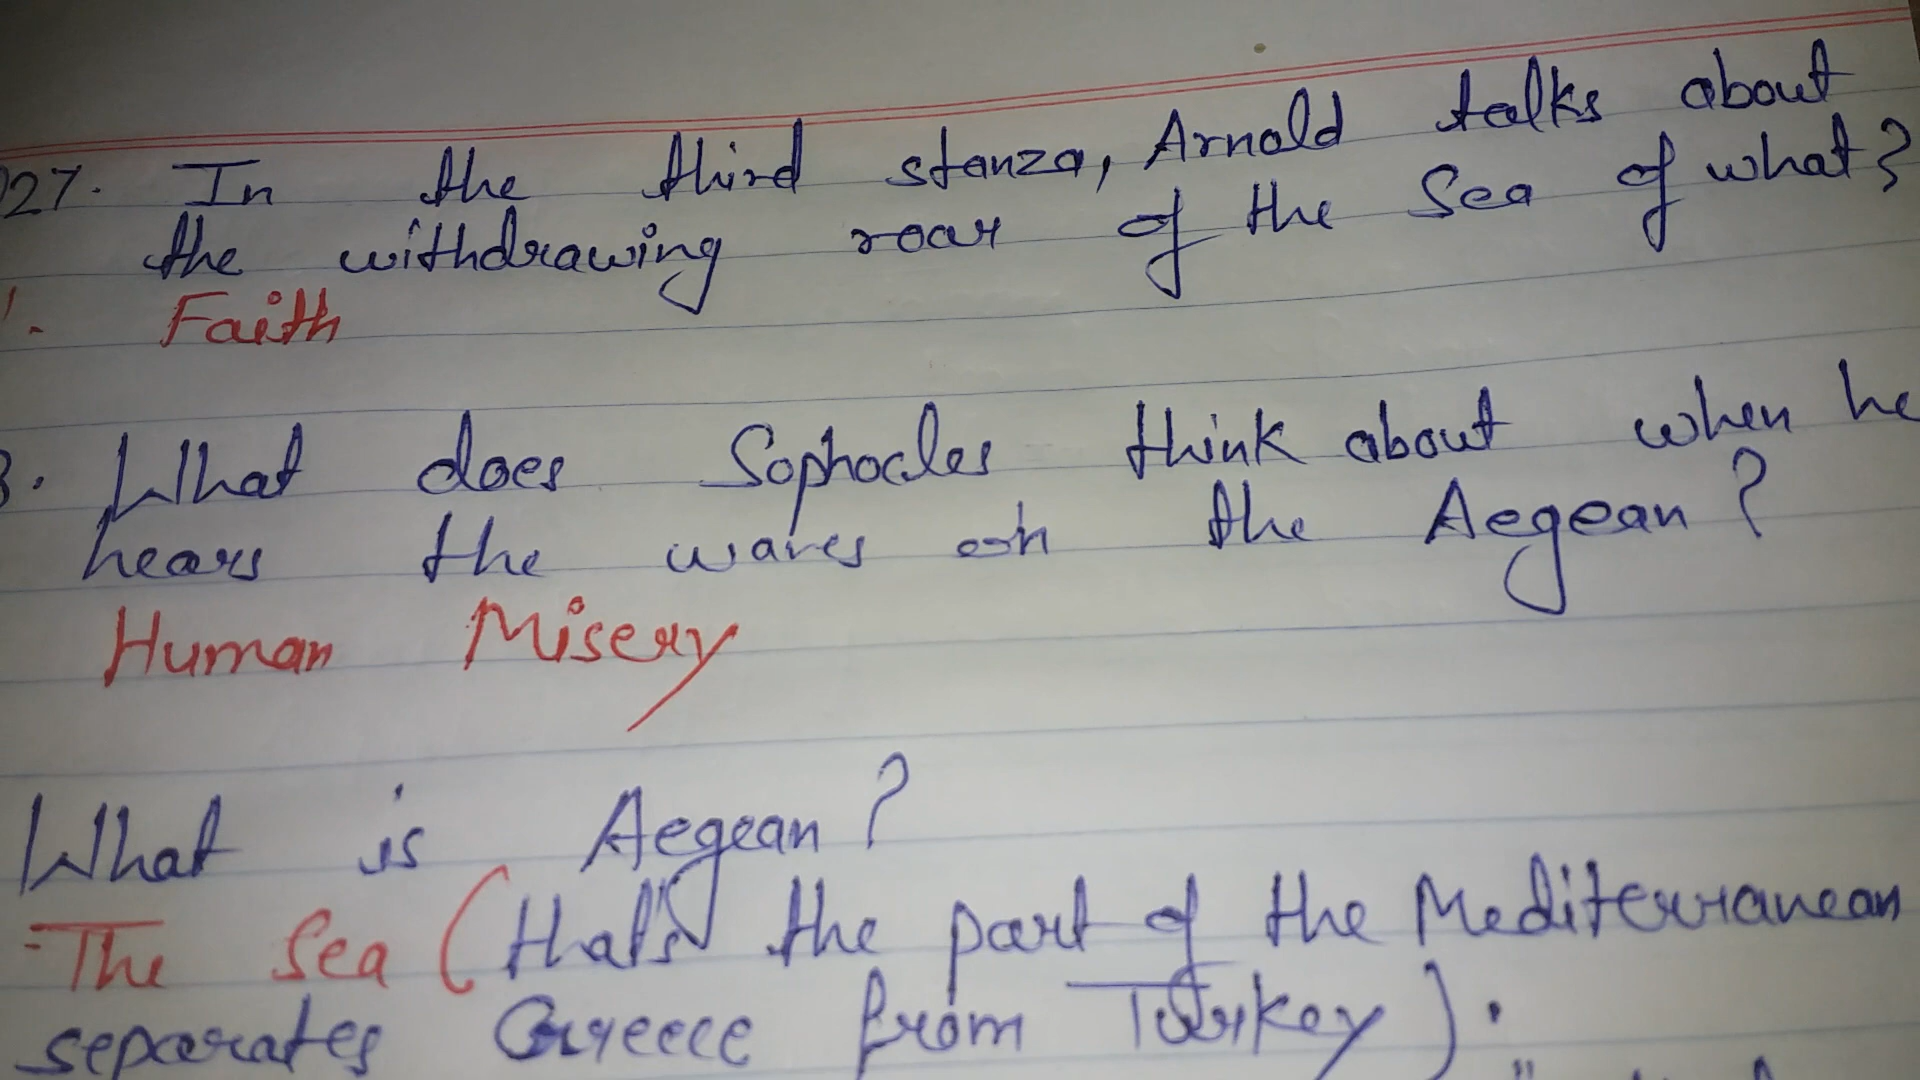 27. In the third stanza, Arnold talks about
the withdrawing roar of the Sea of what?
Faith
3. What does Sophocles think about when he
hears the waves on the Aegean?
Human Misery
What is Aegean?
-The Sea (that's the part of the Mediterranean
separates Greece from Turkey).